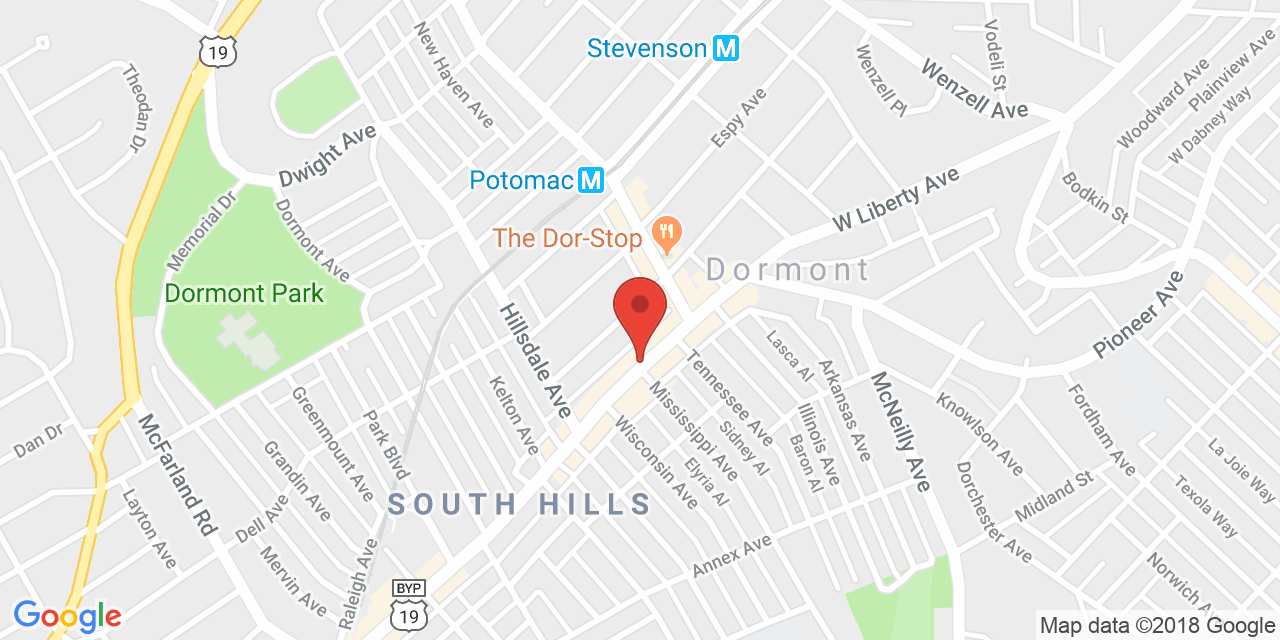 19
Theodan Dr
New Haven Ave
Stevenson M
W Wenzell Pl
Vodeli St
Wenzell Ave
Woodward Ave
Plainview Ave
W Dabney Way
Dwight Ave
Espy Ave
Potomac M
Memorial Dr
Dormont Ave
The Dor-Stop
W Liberty Ave
Bodkin St
Dormont
Dormont Park
Pioneer Ave
Hillsdale Ave
Kelton Ave
Lasca Al
Tennessee Ave
Arkansas Ave
McNeilly Ave
Knowlson Ave
Fordham Ave
Dan Dr
McFarland Rd
Greenmount Ave
Park Blvd
Grandin Ave
Mississippi Ave
Wisconsin Ave
Sidney Al
Elyria Al
Illinois Ave
Baron Al
La Joie Way
Texola Way
Layton Ave
Dell Ave
SOUTH HILLS
Midland St
Dorchester Ave
Mervin Ave
Raleigh Ave
Annex Ave
Norwich Av
BYP
19
Google
Map data ©2018 Google